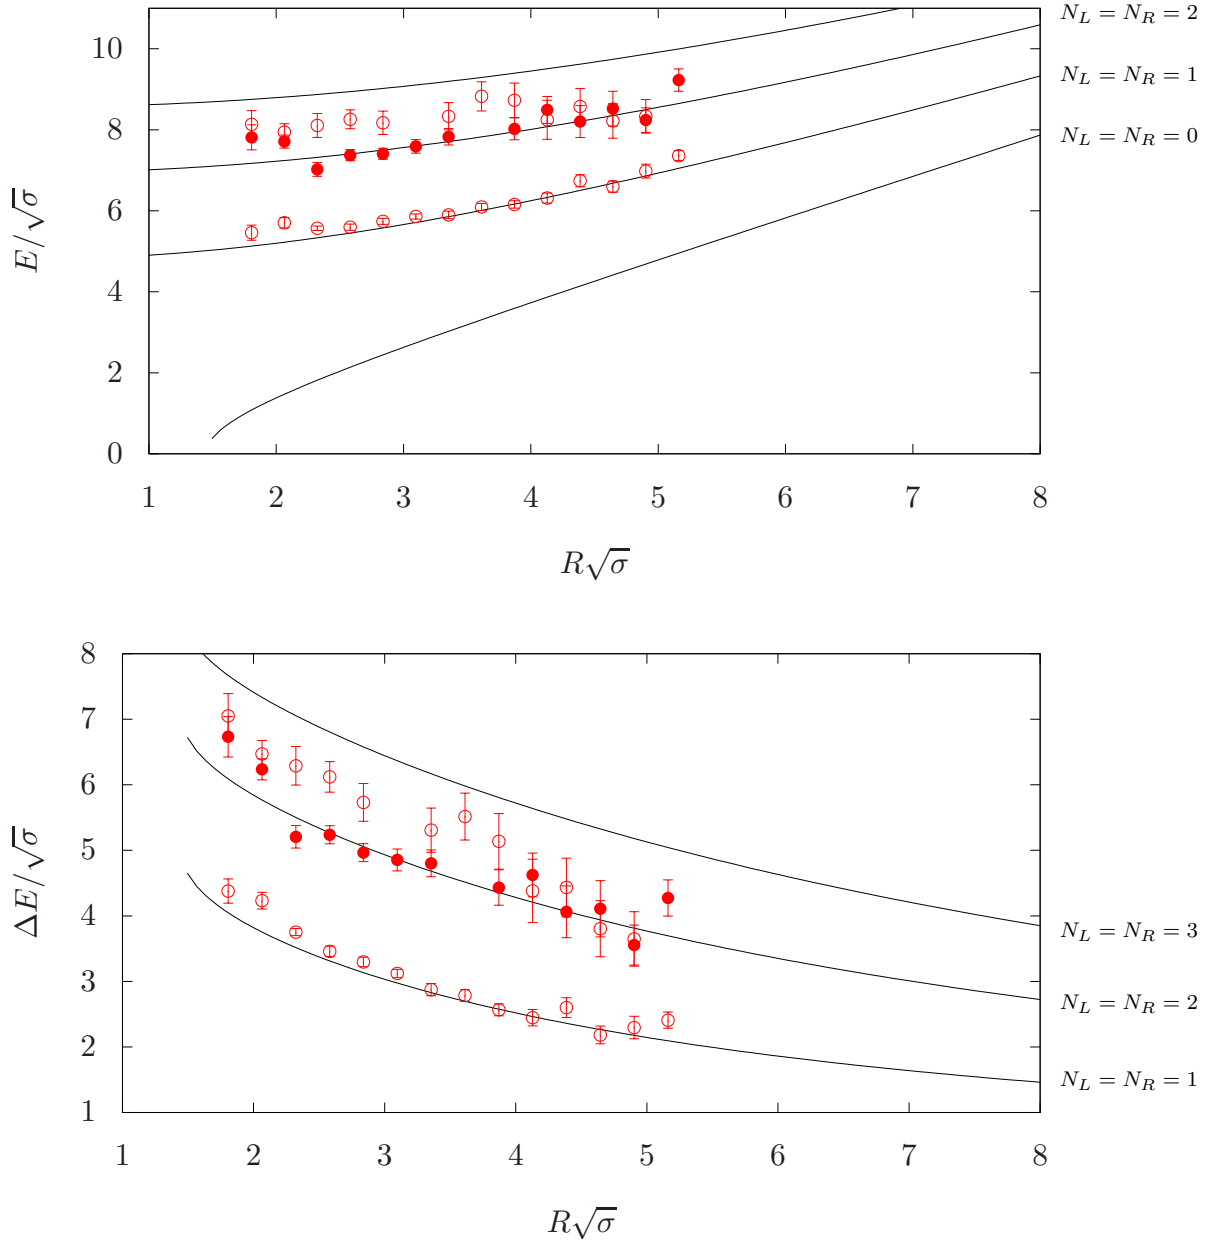 N_L = N_R = 2
10
N_L = N_R = 1
8
N_L = N_R = 0
6
E/√σ
4
2
0
1 2 3 4 5 6 7 8
R√σ
8
7
6
5
ΔE/√σ
4
N_L = N_R = 3
3
N_L = N_R = 2
2
N_L = N_R = 1
1
1 2 3 4 5 6 7 8
R√σ